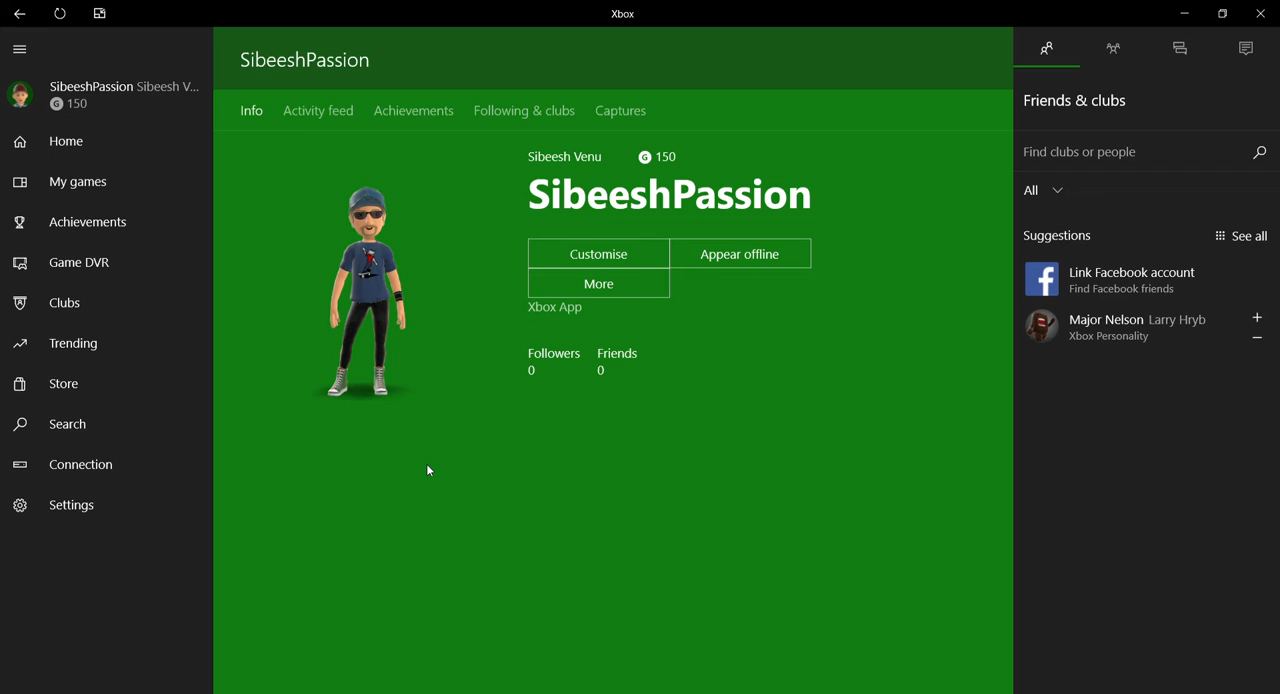 Xbox
SibeeshPassion Sibeesh V...
G 150
Home
My games
Achievements
Game DVR
Clubs
Trending
Store
Search
Connection
Settings
SibeeshPassion
Info Activity feed Achievements Following & clubs Captures
Sibeesh Venu G 150
SibeeshPassion
Customise Appear offline
More
Xbox App
Followers Friends
0 0
Friends & clubs
Find clubs or people
All
Suggestions See all
Link Facebook account
Find Facebook friends
Major Nelson Larry Hryb
Xbox Personality